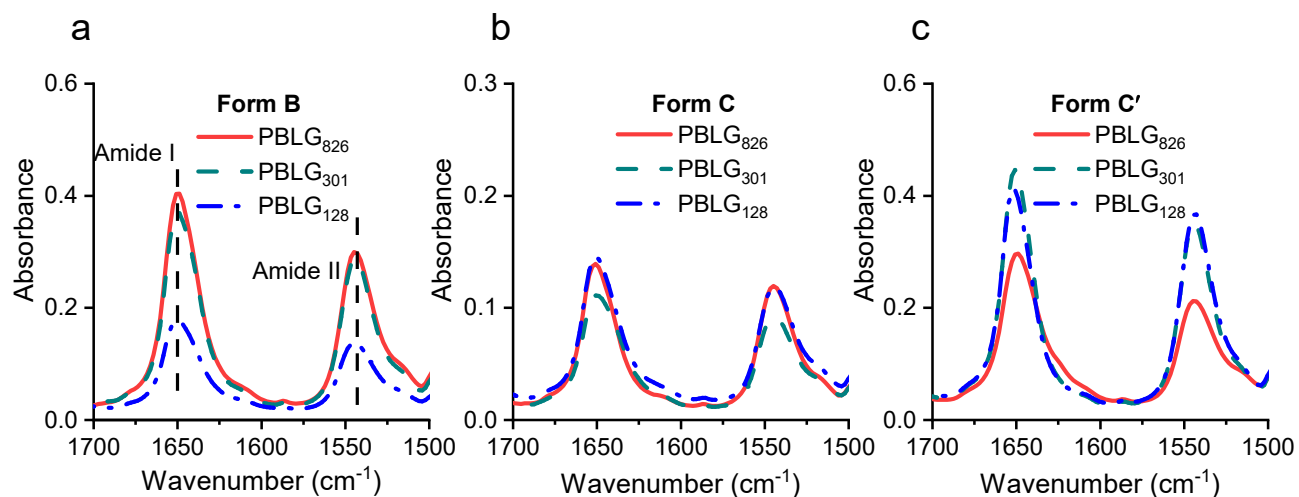 a
Form B
PBLG₈₂₆
PBLG₃₀₁
PBLG₁₂₈
Amide I
Amide II
0.6
0.4
0.2
0.0
Absorbance
1700 1650 1600 1550 1500
Wavenumber (cm⁻¹)
b
Form C
PBLG₈₂₆
PBLG₃₀₁
PBLG₁₂₈
0.3
0.2
0.1
0.0
Absorbance
1700 1650 1600 1550 1500
Wavenumber (cm⁻¹)
c
Form C′
PBLG₈₂₆
PBLG₃₀₁
PBLG₁₂₈
0.6
0.4
0.2
0.0
Absorbance
1700 1650 1600 1550 1500
Wavenumber (cm⁻¹)